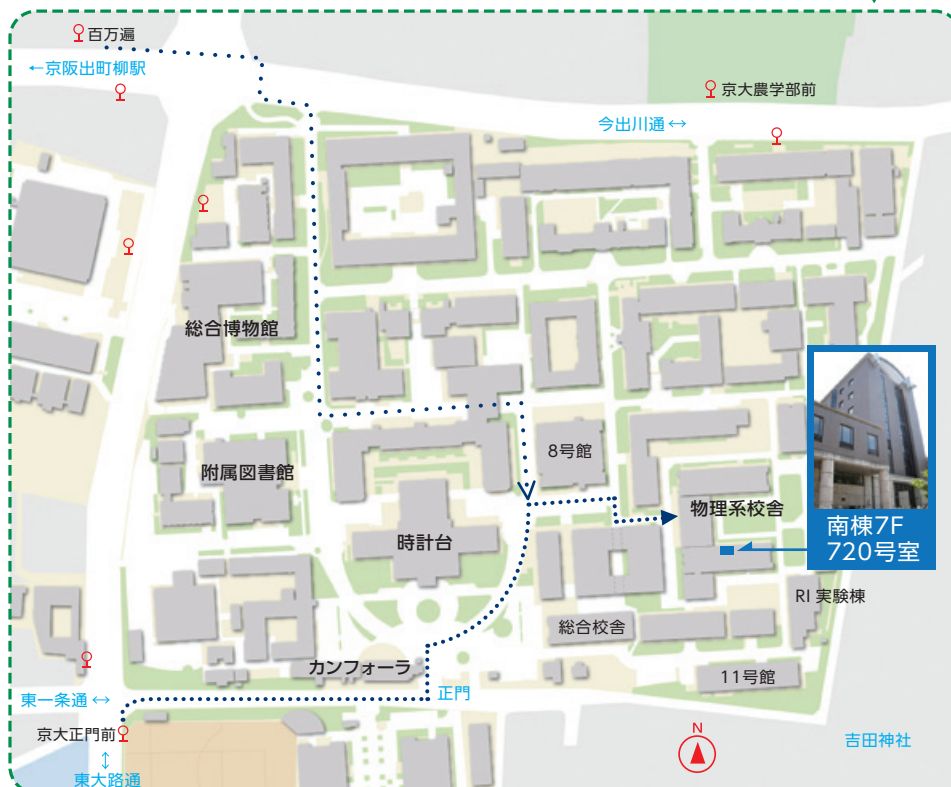 百万遍
←京阪出町柳駅
京大農学部前
今出川通↔
総合博物館
8号館
附属図書館
物理系校舎
時計台
南棟7F
720号室
RI 実験棟
総合校舎
カンフォーラ
11号館
東一条通↔
正門
京大正門前
N
吉田神社
↕
東大路通